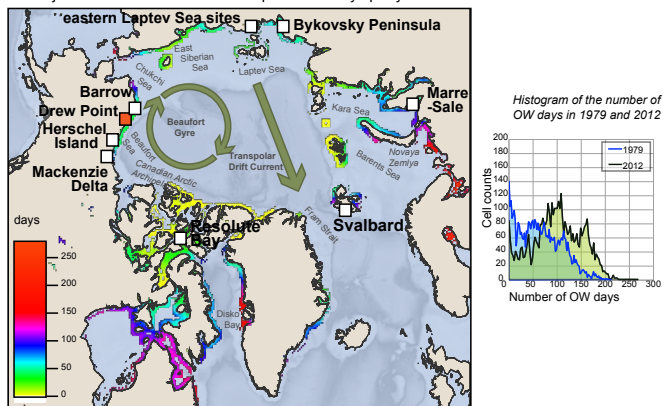 eastern Laptev Sea sites
Bykovsky Peninsula
East
Siberian
Sea
Chukchi
Sea
Laptev Sea
Barrow
Drew Point
Herschel
Island
Mackenzie
Delta
Beaufort
Gyre
Beaufort
Sea
Canadian Arctic
Archipel
Transpolar
Drift Current
Kara Sea
Marre
-Sale
Barents Sea
Novaya
Zemlya
Fram Strait
Svalbard
Resolute
Bay
Disko
Bay
days
250
200
150
100
50
0
Histogram of the number of
OW days in 1979 and 2012
1979
2012
Cell counts
200
180
160
140
120
100
80
60
40
20
0
0 50 100 150 200 250 300
Number of OW days